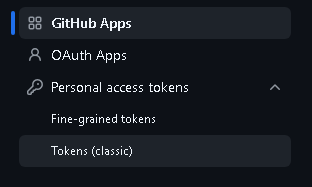 GitHub Apps
OAuth Apps
Personal access tokens
Fine-grained tokens
Tokens (classic)